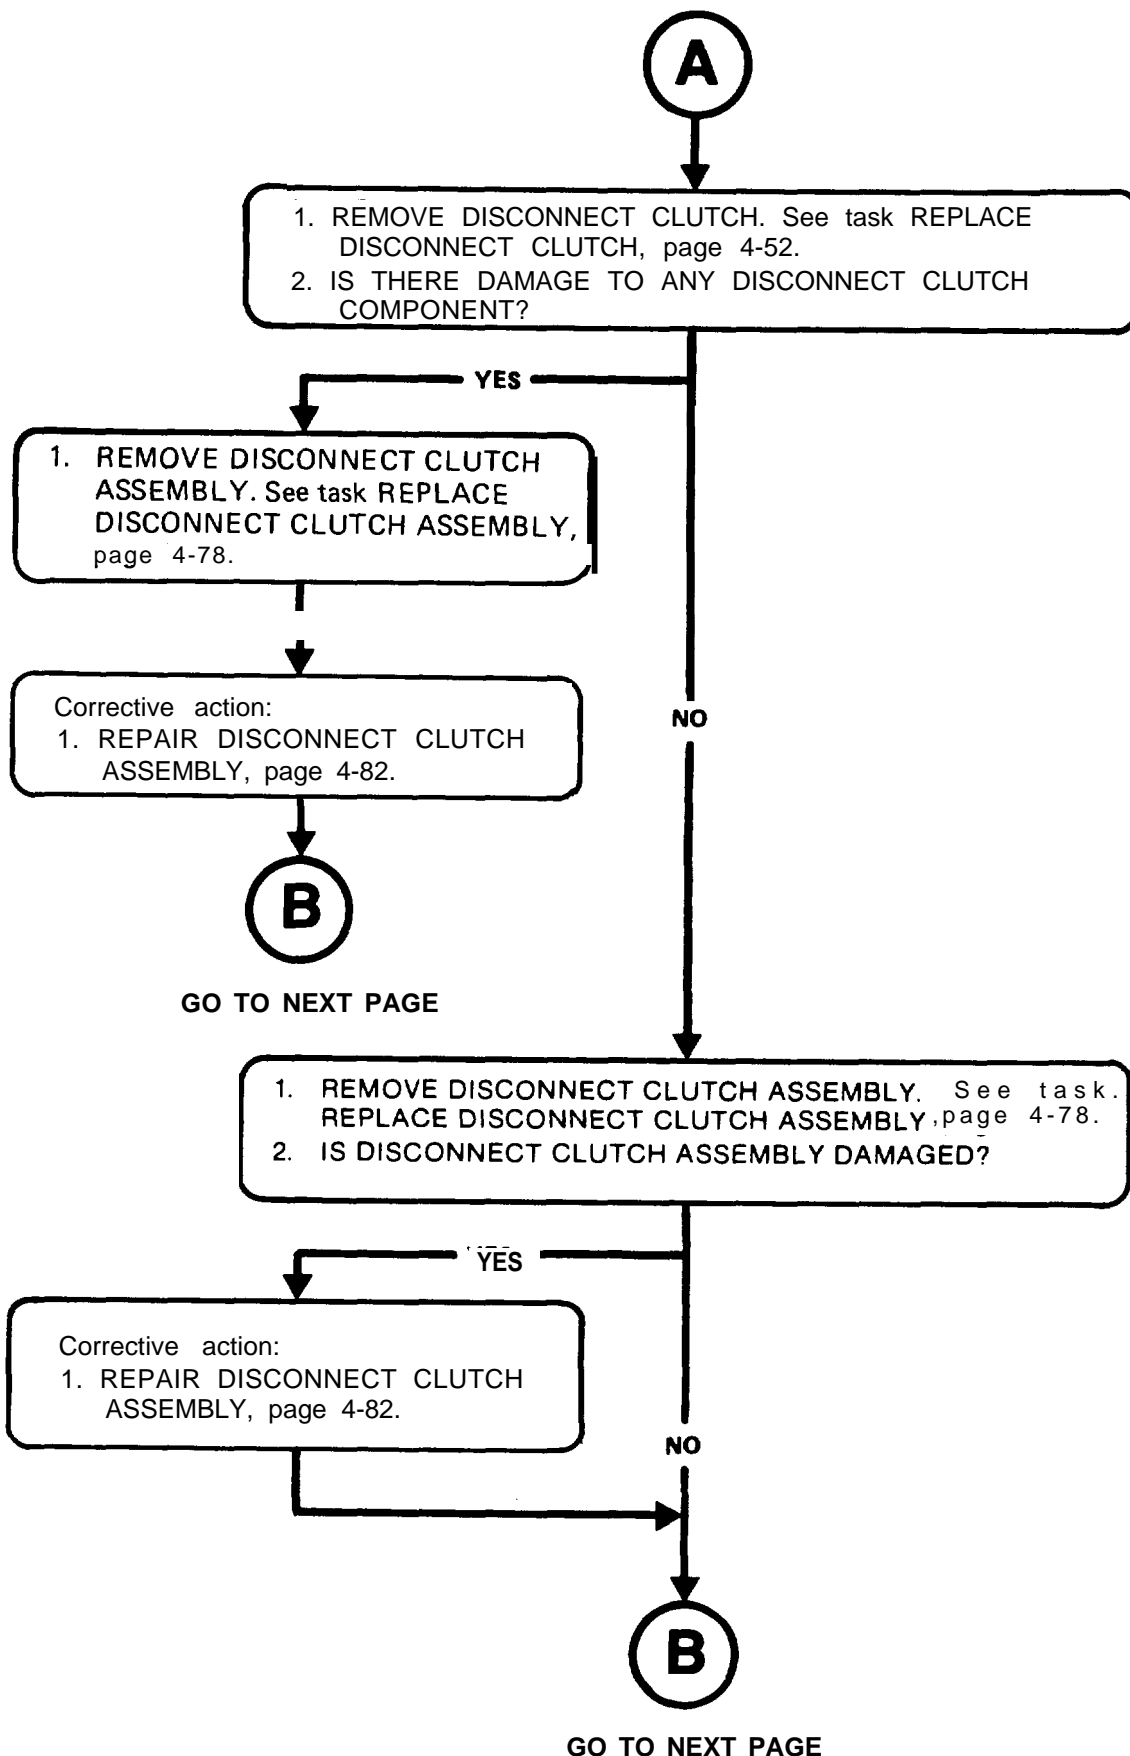 A
1. REMOVE DISCONNECT CLUTCH. See task REPLACE
DISCONNECT CLUTCH, page 4-52.
2. IS THERE DAMAGE TO ANY DISCONNECT CLUTCH
COMPONENT?
YES
1. REMOVE DISCONNECT CLUTCH
ASSEMBLY. See task REPLACE
DISCONNECT CLUTCH ASSEMBLY,
page 4-78.
Corrective action:
1. REPAIR DISCONNECT CLUTCH
ASSEMBLY, page 4-82.
NO
B
GO TO NEXT PAGE
1. REMOVE DISCONNECT CLUTCH ASSEMBLY. See task.
REPLACE DISCONNECT CLUTCH ASSEMBLY, page 4-78.
2. IS DISCONNECT CLUTCH ASSEMBLY DAMAGED?
YES
Corrective action:
1. REPAIR DISCONNECT CLUTCH
ASSEMBLY, page 4-82.
NO
B
GO TO NEXT PAGE